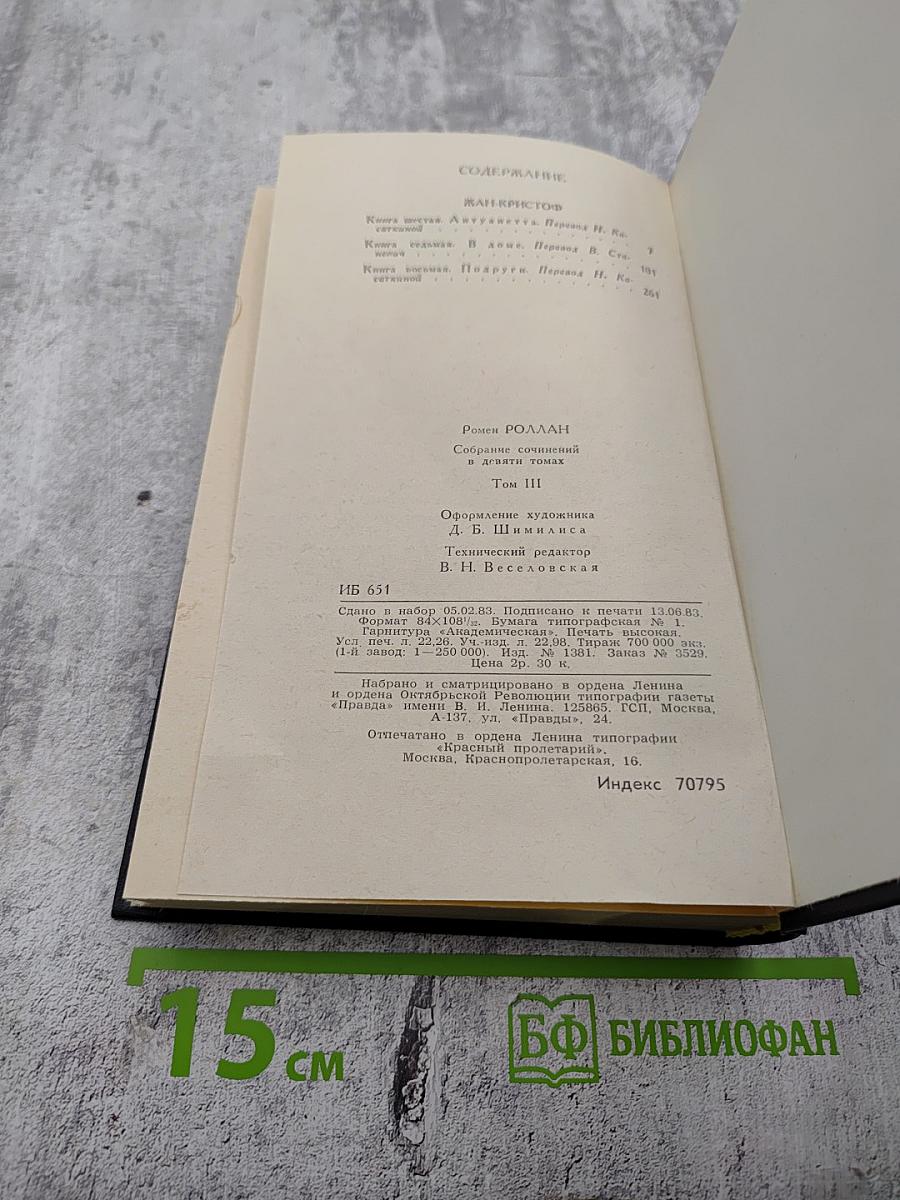 СОДЕРЖАНИЕ
ЖАН-КРИСТОФ
Книга шестая. Антуанетта. Перевод Н. Ка-
саткиной . . . . . . . . . . . . . 7
Книга седьмая. В доме. Перевод В. Ста-
невич . . . . . . . . . . . . . . 101
Книга восьмая. Подруги. Перевод Н. Ка-
саткиной . . . . . . . . . . . . . 261
Ромен РОЛЛАН
Собрание сочинений
в девяти томах
Том III
Оформление художника
Д. Б. Шимилиса
Технический редактор
В. Н. Веселовская
ИБ 651
Сдано в набор 05.02.83. Подписано к печати 13.06.83.
Формат 84×108¹/₃₂. Бумага типографская № 1.
Гарнитура «Академическая». Печать высокая.
Усл. печ. л. 22,26. Уч.-изд. л. 22,98. Тираж 700 000 экз.
(1-й завод: 1—250 000). Изд. № 1381. Заказ № 3529.
Цена 2р. 30 к.
Набрано и сматрицировано в ордена Ленина
и ордена Октябрьской Революции типографии газеты
«Правда» имени В. И. Ленина. 125865. ГСП, Москва,
А-137, ул. «Правды», 24.
Отпечатано в ордена Ленина типографии
«Красный пролетарий».
Москва, Краснопролетарская, 16.
Индекс 70795
15 см
БФ БИБЛИОФАН